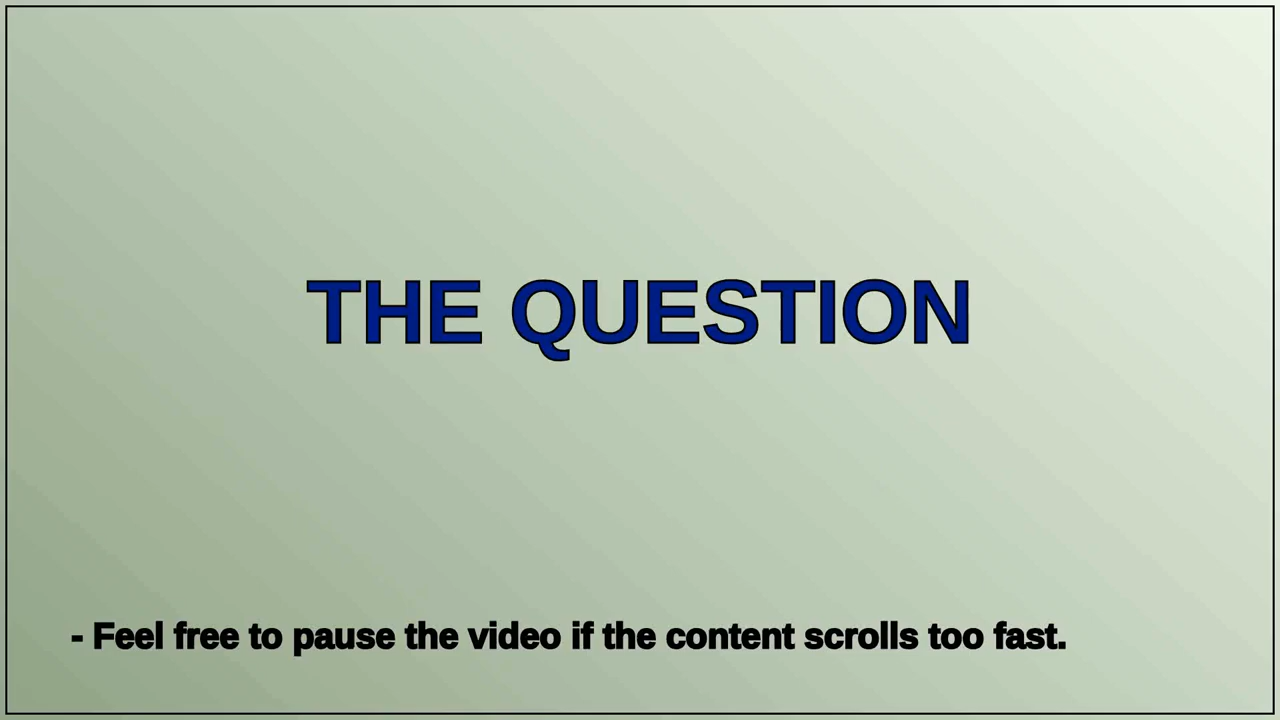 THE QUESTION
- Feel free to pause the video if the content scrolls too fast.